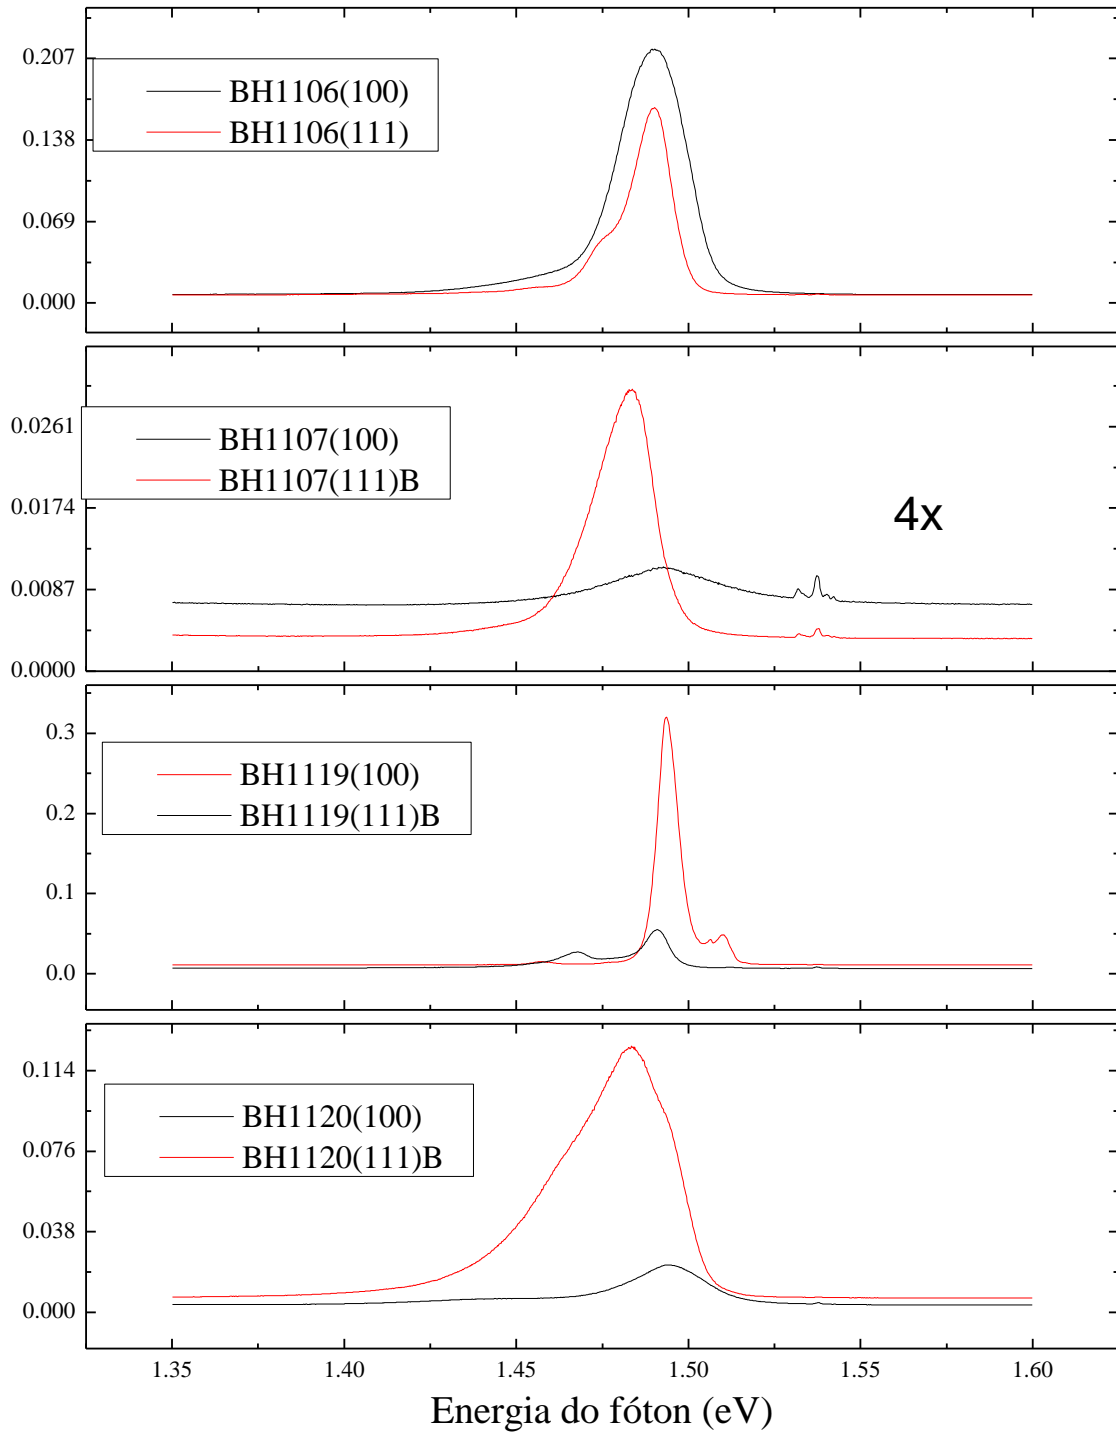 0.207
0.138
0.069
0.000
BH1106(100)
BH1106(111)
0.0261
0.0174
0.0087
0.0000
BH1107(100)
BH1107(111)B
4x
0.3
0.2
0.1
0.0
BH1119(100)
BH1119(111)B
0.114
0.076
0.038
0.000
BH1120(100)
BH1120(111)B
1.35 1.40 1.45 1.50 1.55 1.60
Energia do fóton (eV)